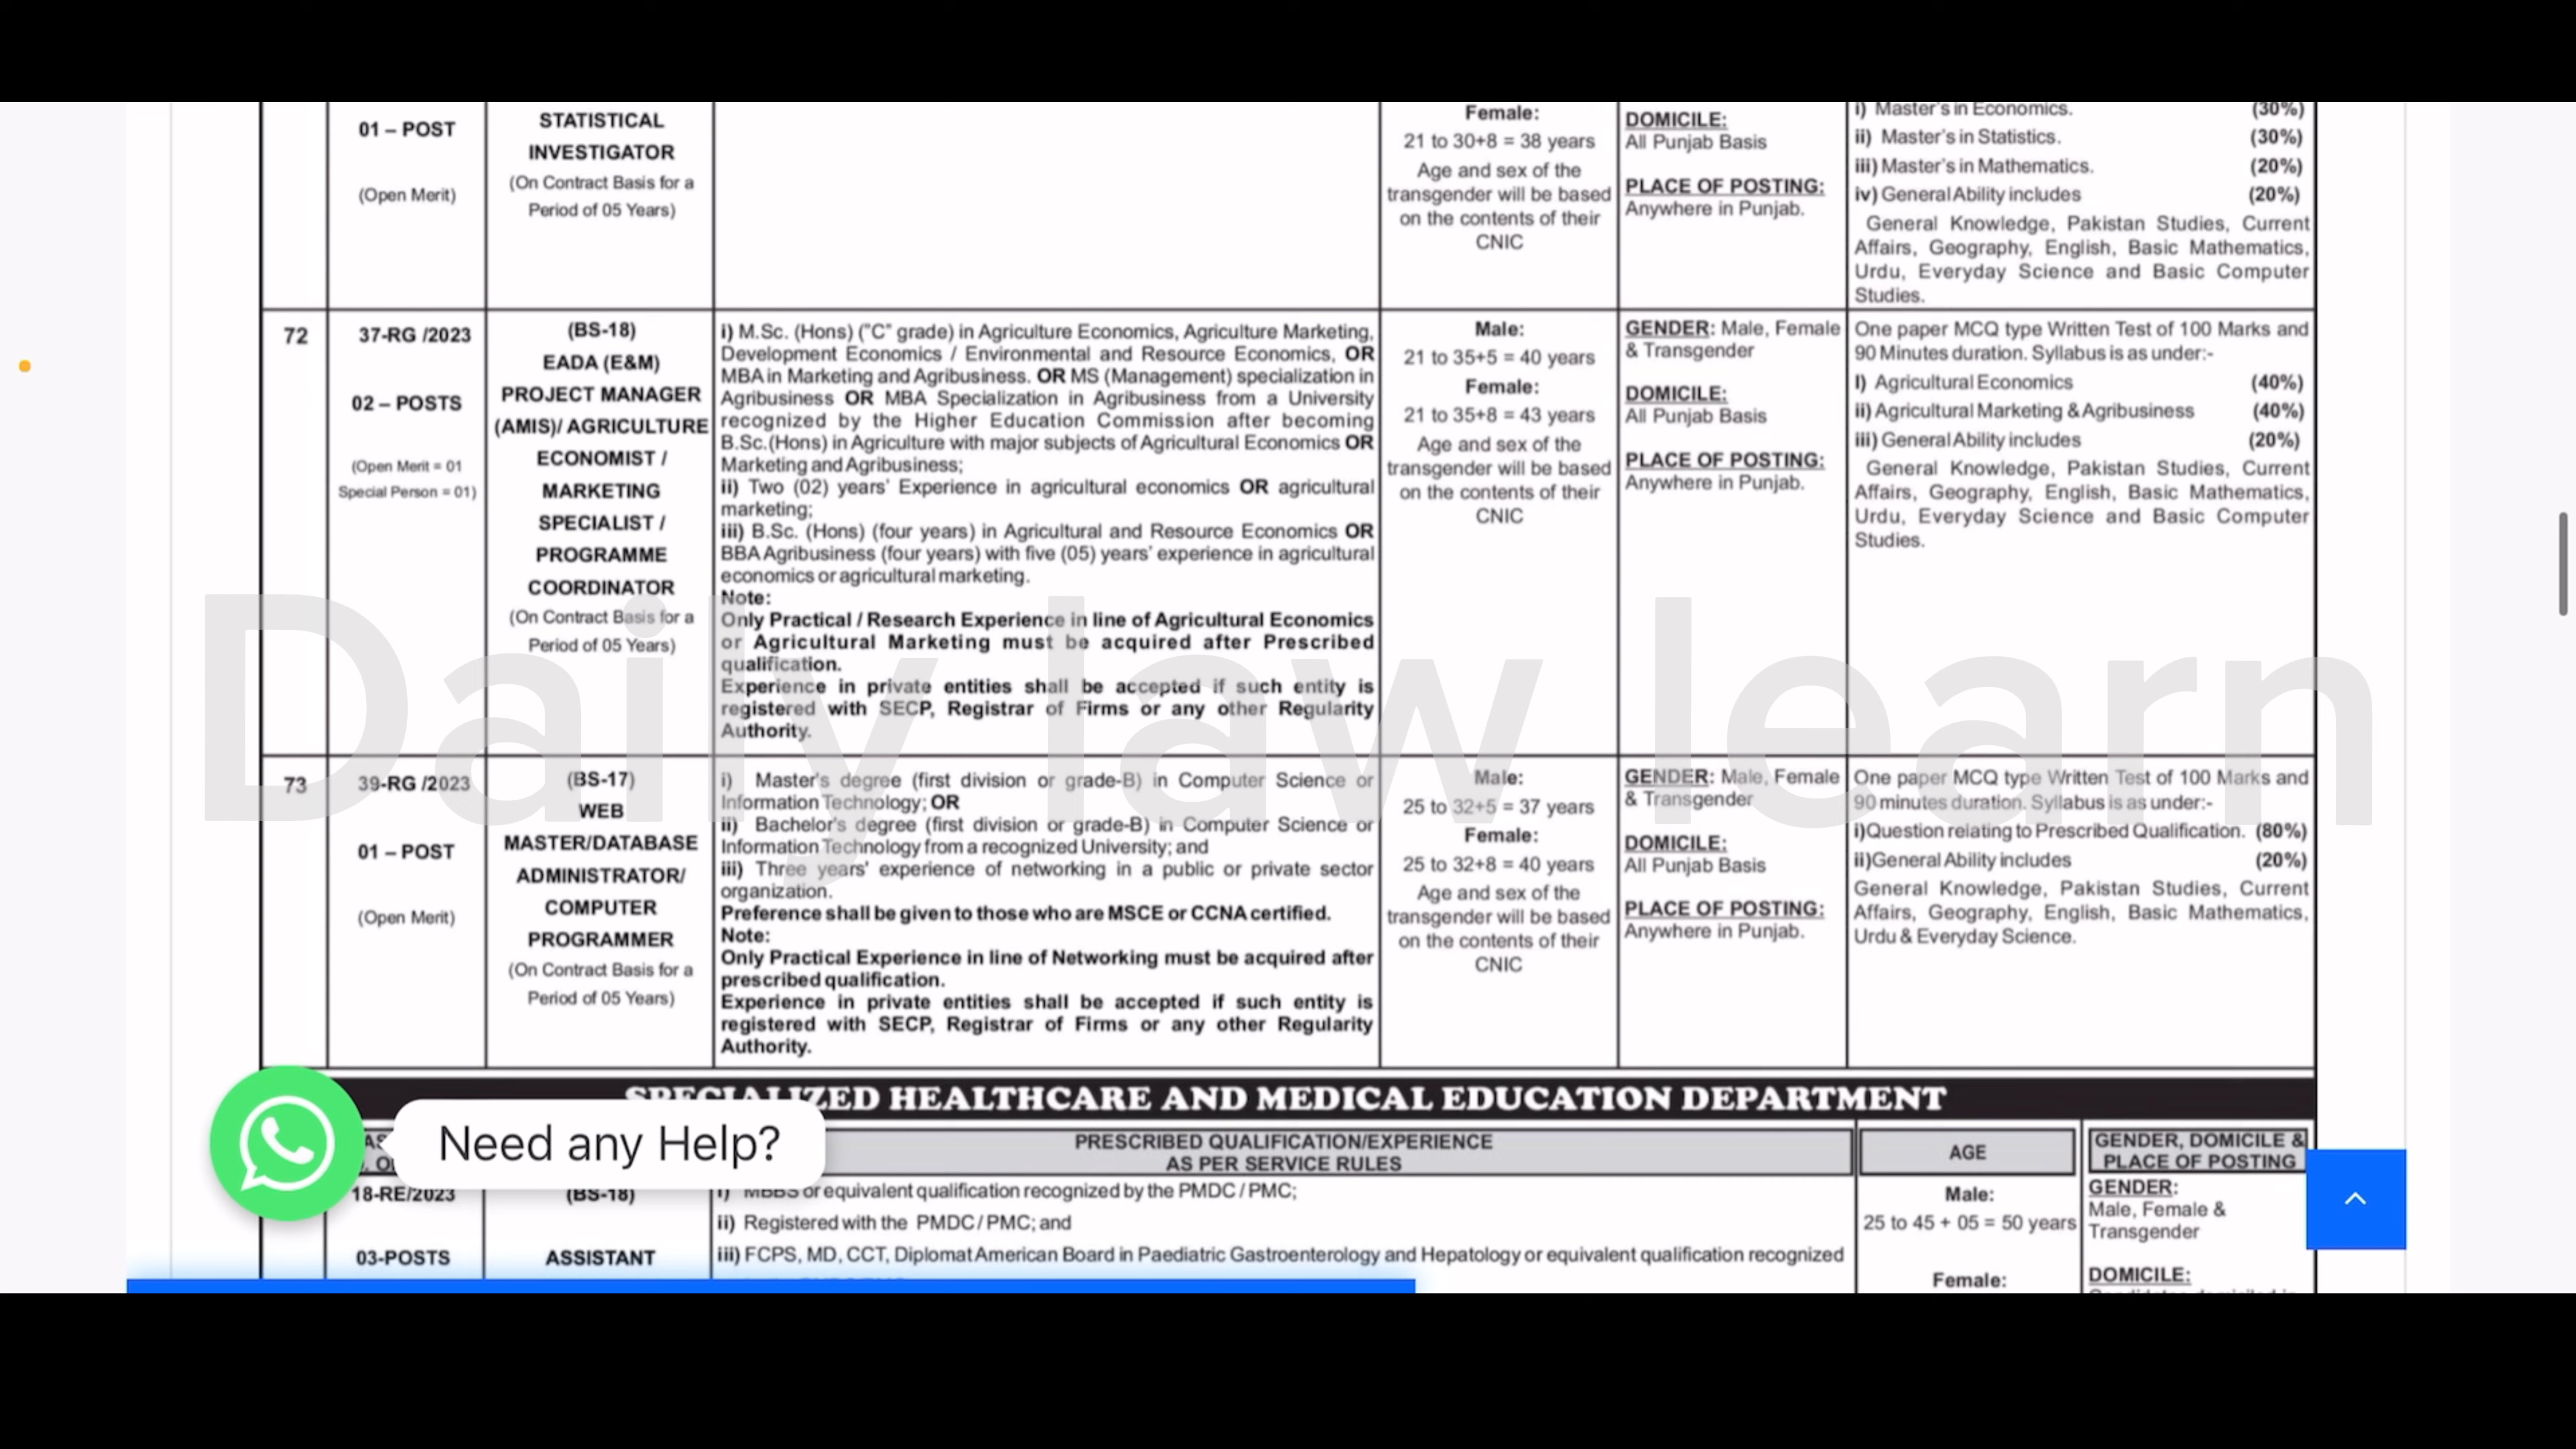 01 – POST
(Open Merit)
STATISTICAL
INVESTIGATOR
(On Contract Basis for a
Period of 05 Years)
Female:
21 to 30+8 = 38 years
Age and sex of the
transgender will be based
on the contents of their
CNIC
DOMICILE:
All Punjab Basis
PLACE OF POSTING:
Anywhere in Punjab.
i) Master's in Economics. (30%)
ii) Master's in Statistics. (30%)
iii) Master's in Mathematics. (20%)
iv) General Ability includes (20%)
General Knowledge, Pakistan Studies, Current
Affairs, Geography, English, Basic Mathematics,
Urdu, Everyday Science and Basic Computer
Studies.
72
37-RG /2023
02 – POSTS
(Open Merit = 01
Special Person = 01)
(BS-18)
EADA (E&M)
PROJECT MANAGER
(AMIS)/ AGRICULTURE
ECONOMIST /
MARKETING
SPECIALIST /
PROGRAMME
COORDINATOR
(On Contract Basis for a
Period of 05 Years)
i) M.Sc. (Hons) ("C" grade) in Agriculture Economics, Agriculture Marketing,
Development Economics / Environmental and Resource Economics, OR
MBA in Marketing and Agribusiness. OR MS (Management) specialization in
Agribusiness OR MBA Specialization in Agribusiness from a University
recognized by the Higher Education Commission after becoming
B.Sc.(Hons) in Agriculture with major subjects of Agricultural Economics OR
Marketing and Agribusiness;
ii) Two (02) years' Experience in agricultural economics OR agricultural
marketing;
iii) B.Sc. (Hons) (four years) in Agricultural and Resource Economics OR
BBA Agribusiness (four years) with five (05) years' experience in agricultural
economics or agricultural marketing.
Note:
Only Practical / Research Experience in line of Agricultural Economics
or Agricultural Marketing must be acquired after Prescribed
qualification.
Experience in private entities shall be accepted if such entity is
registered with SECP, Registrar of Firms or any other Regularity
Authority.
Male:
21 to 35+5 = 40 years
Female:
21 to 35+8 = 43 years
Age and sex of the
transgender will be based
on the contents of their
CNIC
GENDER: Male, Female
& Transgender
DOMICILE:
All Punjab Basis
PLACE OF POSTING:
Anywhere in Punjab.
One paper MCQ type Written Test of 100 Marks and
90 Minutes duration. Syllabus is as under:-
I) Agricultural Economics (40%)
ii) Agricultural Marketing & Agribusiness (40%)
iii) General Ability includes (20%)
General Knowledge, Pakistan Studies, Current
Affairs, Geography, English, Basic Mathematics,
Urdu, Everyday Science and Basic Computer
Studies.
Daily law learn
73
39-RG /2023
01 – POST
(Open Merit)
(BS-17)
WEB
MASTER/DATABASE
ADMINISTRATOR/
COMPUTER
PROGRAMMER
(On Contract Basis for a
Period of 05 Years)
i) Master's degree (first division or grade-B) in Computer Science or
Information Technology; OR
ii) Bachelor's degree (first division or grade-B) in Computer Science or
Information Technology from a recognized University; and
iii) Three years' experience of networking in a public or private sector
organization.
Preference shall be given to those who are MSCE or CCNA certified.
Note:
Only Practical Experience in line of Networking must be acquired after
prescribed qualification.
Experience in private entities shall be accepted if such entity is
registered with SECP, Registrar of Firms or any other Regularity
Authority.
Male:
25 to 32+5 = 37 years
Female:
25 to 32+8 = 40 years
Age and sex of the
transgender will be based
on the contents of their
CNIC
GENDER: Male, Female
& Transgender
DOMICILE:
All Punjab Basis
PLACE OF POSTING:
Anywhere in Punjab.
One paper MCQ type Written Test of 100 Marks and
90 minutes duration. Syllabus is as under:-
i)Question relating to Prescribed Qualification. (80%)
ii)General Ability includes (20%)
General Knowledge, Pakistan Studies, Current
Affairs, Geography, English, Basic Mathematics,
Urdu & Everyday Science.
SPECIALIZED HEALTHCARE AND MEDICAL EDUCATION DEPARTMENT
Need any Help?
PRESCRIBED QUALIFICATION/EXPERIENCE
AS PER SERVICE RULES
AGE
GENDER, DOMICILE &
PLACE OF POSTING
18-RE/2023
03-POSTS
(BS-18)
ASSISTANT
i) MBBS or equivalent qualification recognized by the PMDC / PMC;
ii) Registered with the PMDC / PMC; and
iii) FCPS, MD, CCT, Diplomat American Board in Paediatric Gastroenterology and Hepatology or equivalent qualification recognized
Male:
25 to 45 + 05 = 50 years
Female:
GENDER:
Male, Female &
Transgender
DOMICILE: